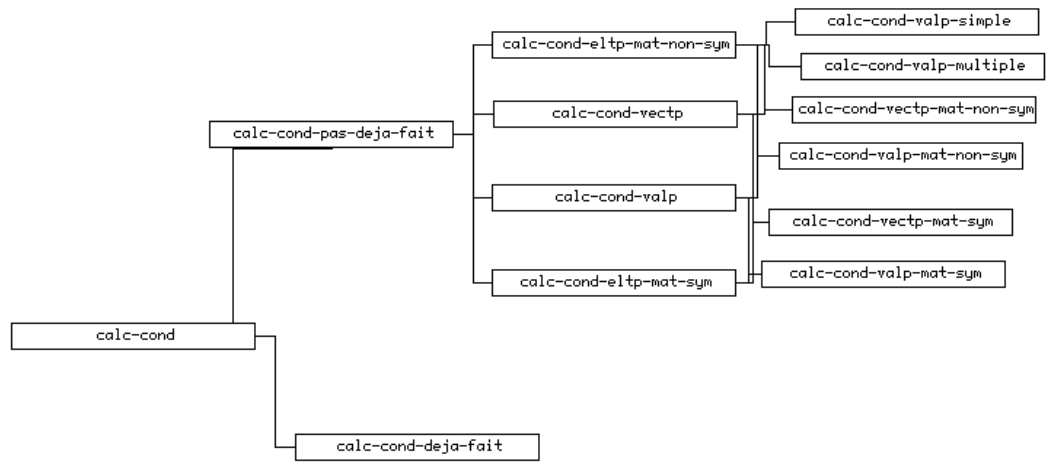 calc-cond-valp-simple
calc-cond-eltp-mat-non-sym
calc-cond-valp-multiple
calc-cond-vectp
calc-cond-vectp-mat-non-sym
calc-cond-pas-deja-fait
calc-cond-valp-mat-non-sym
calc-cond-valp
calc-cond-vectp-mat-sym
calc-cond-eltp-mat-sym
calc-cond-valp-mat-sym
calc-cond
calc-cond-deja-fait